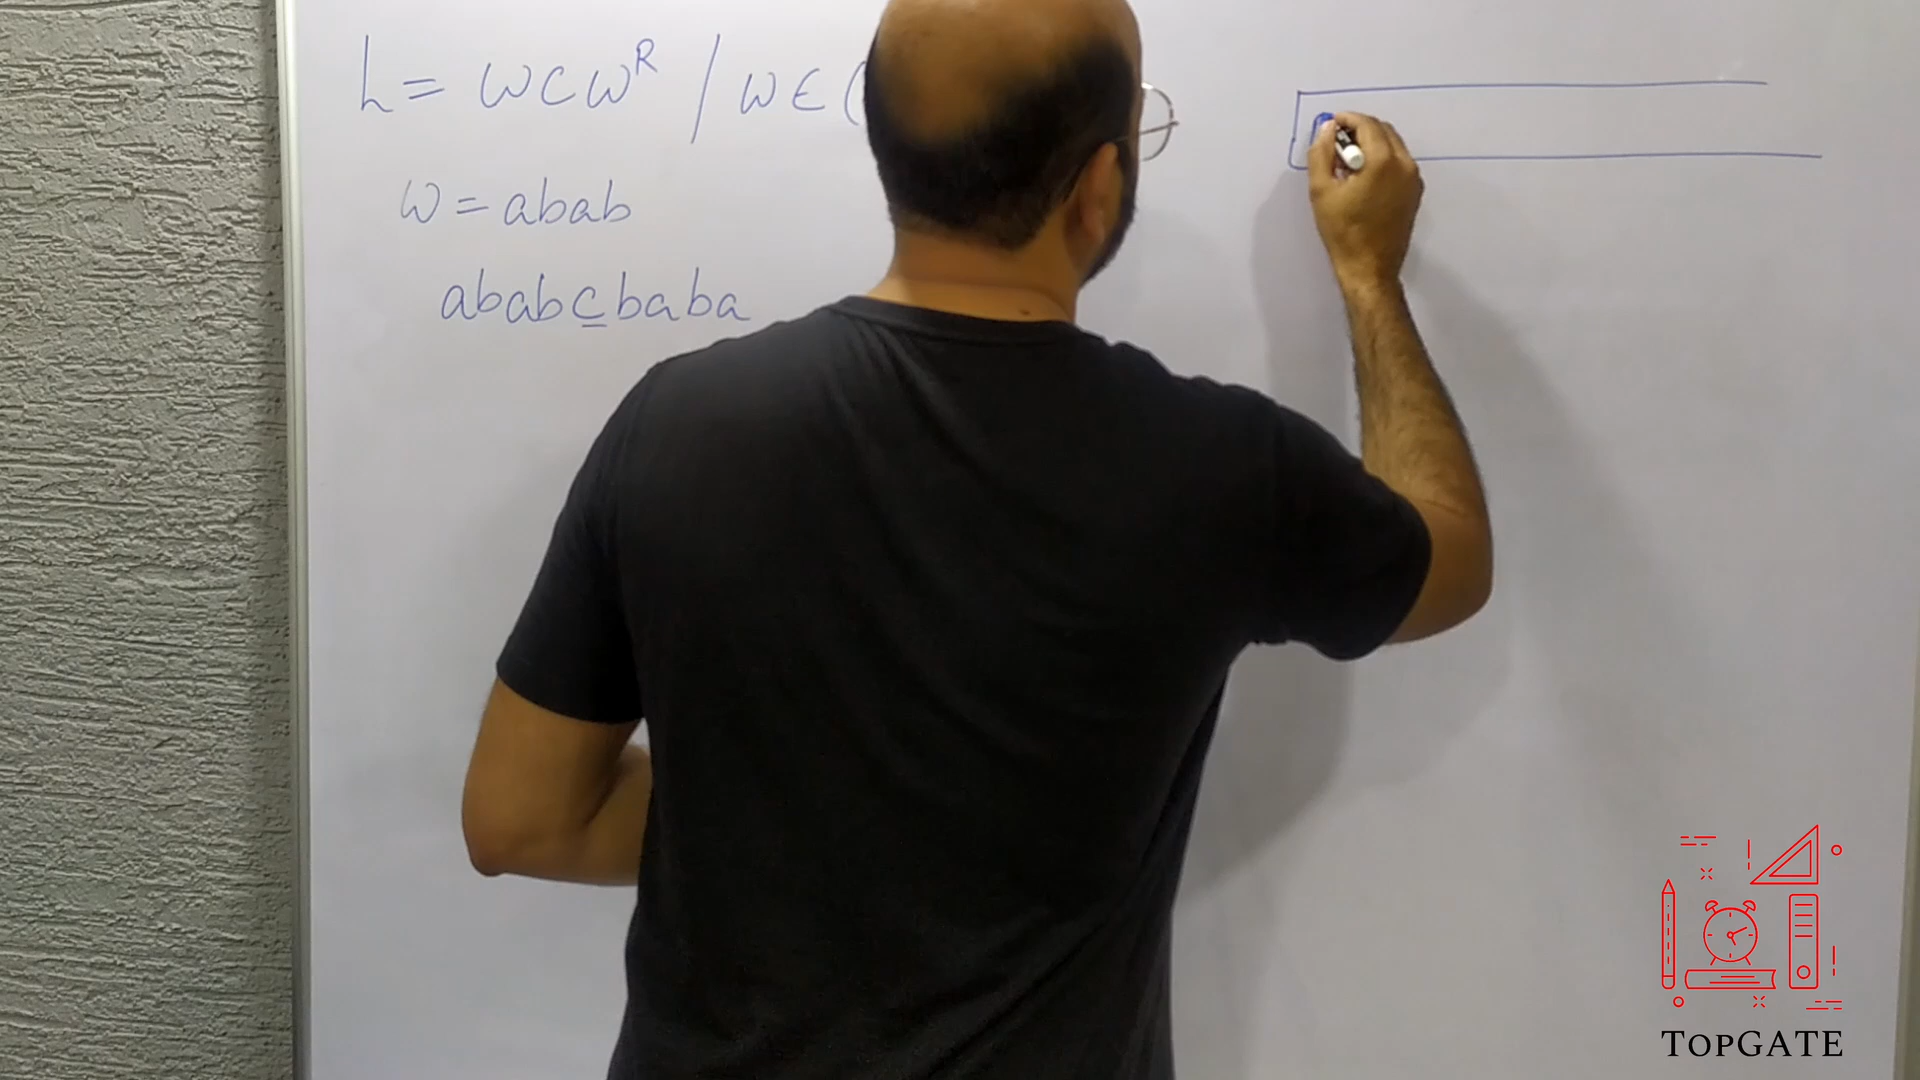 L = wcw^R / w ∈ (
w = abab
ababcbaba
TOPGATE